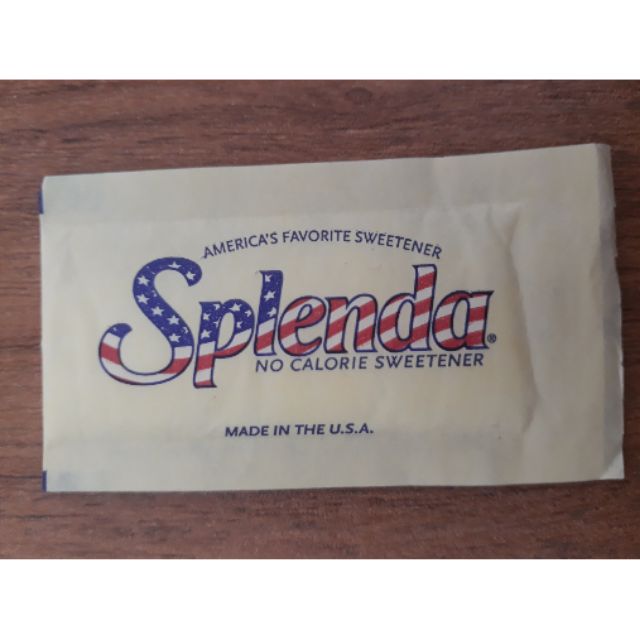 AMERICA'S FAVORITE SWEETENER
Splenda®
NO CALORIE SWEETENER
MADE IN THE U.S.A.